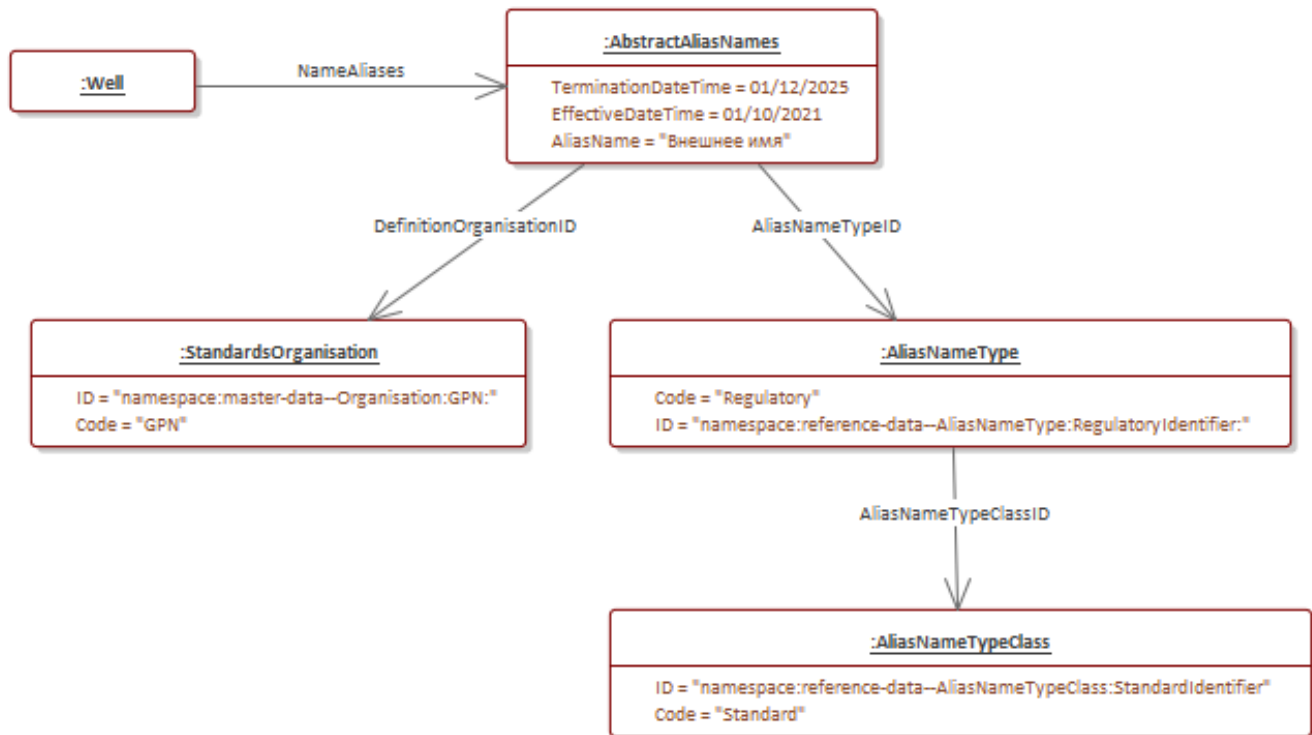 :AbstractAliasNames
:Well
NameAliases
TerminationDateTime = 01/12/2025
EffectiveDateTime = 01/10/2021
AliasName = "Внешнее имя"
DefinitionOrganisationID
AliasNameTypeID
:StandardsOrganisation
ID = "namespace:master-data--Organisation:GPN:"
Code = "GPN"
:AliasNameType
Code = "Regulatory"
ID = "namespace:reference-data--AliasNameType:RegulatoryIdentifier:"
AliasNameTypeClassID
:AliasNameTypeClass
ID = "namespace:reference-data--AliasNameTypeClass:StandardIdentifier"
Code = "Standard"